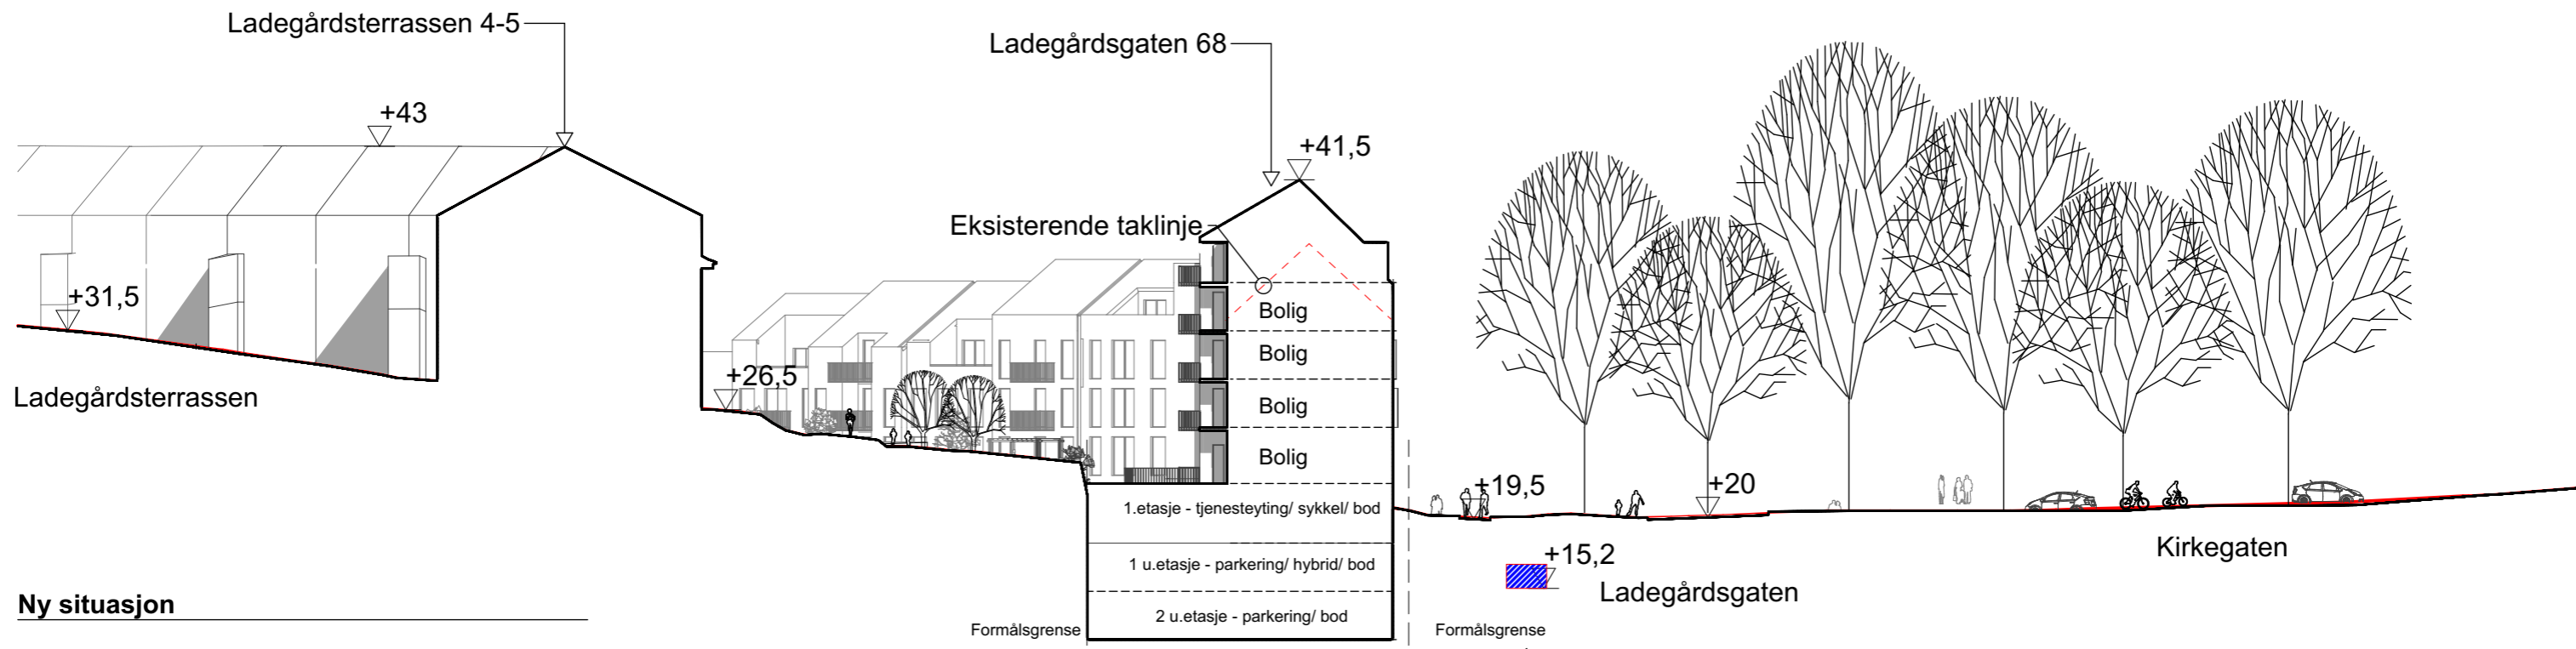 Ladegårdsterrassen 4-5
Ladegårdsgaten 68
+43
+41,5
Eksisterende taklinje
+31,5
Bolig
Bolig
+26,5
Ladegårdsterrassen
Bolig
Bolig
+19,5
+20
1.etasje - tjenesteyting/ sykkel/ bod
Kirkegaten
+15,2
1 u.etasje - parkering/ hybrid/ bod
Ladegårdsgaten
Ny situasjon
2 u.etasje - parkering/ bod
Formålsgrense
Formålsgrense